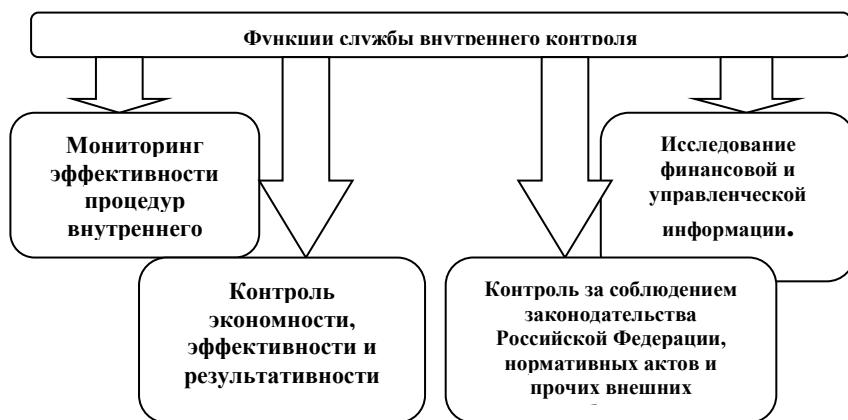 Функции службы внутреннего контроля
Мониторинг
эффективности
процедур
внутреннего
Исследование
финансовой и
управленческой
информации.
Контроль
экономности,
эффективности и
результативности
Контроль за соблюдением
законодательства
Российской Федерации,
нормативных актов и
прочих внешних